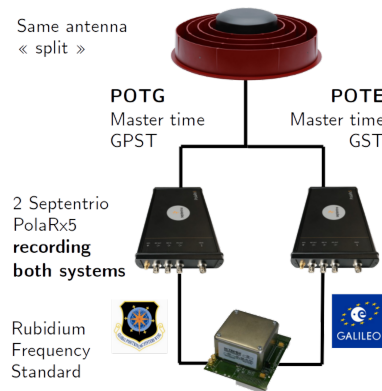 Same antenna
« split »
POTG
Master time
GPST
POTE
Master time
GST
2 Septentrio
PolaRx5
recording
both systems
Rubidium
Frequency
Standard
esa
GALILEO